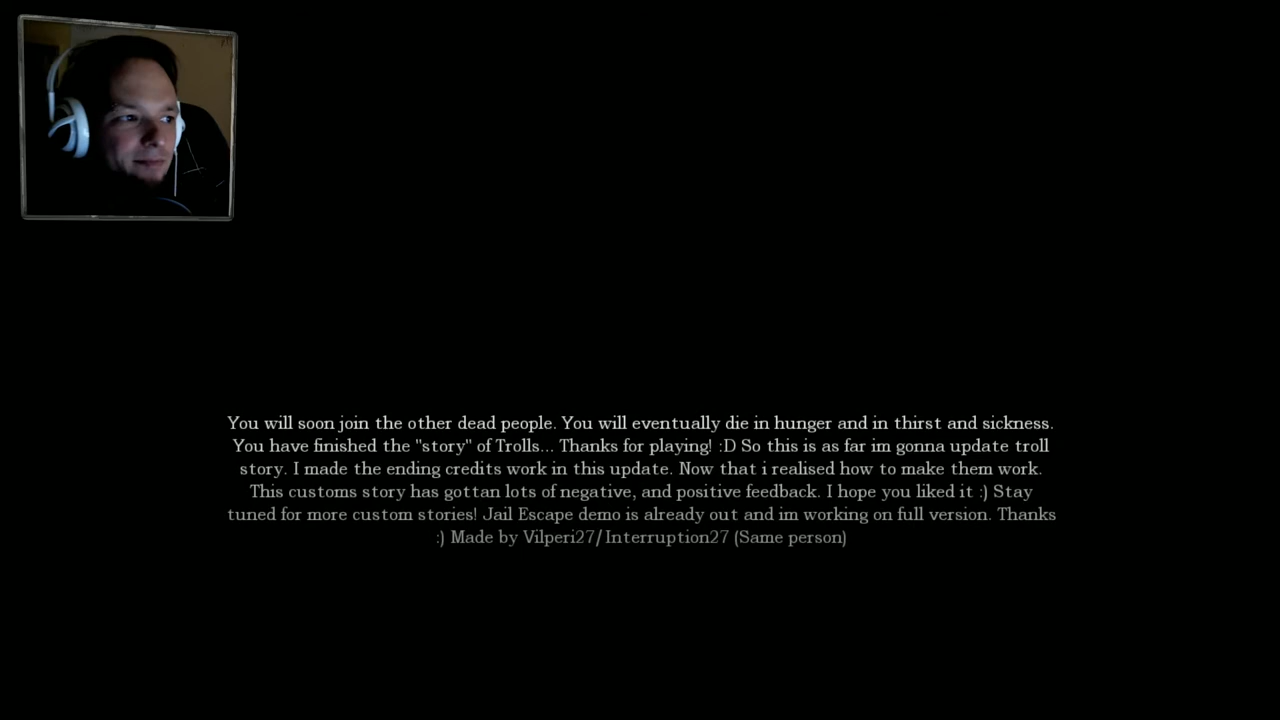 You will soon join the other dead people. You will eventually die in hunger and in thirst and sickness.
You have finished the "story" of Trolls... Thanks for playing! :D So this is as far im gonna update troll
story. I made the ending credits work in this update. Now that i realised how to make them work.
This customs story has gottan lots of negative, and positive feedback. I hope you liked it :) Stay
tuned for more custom stories! Jail Escape demo is already out and im working on full version. Thanks
:) Made by Vilperi27/Interruption27 (Same person)